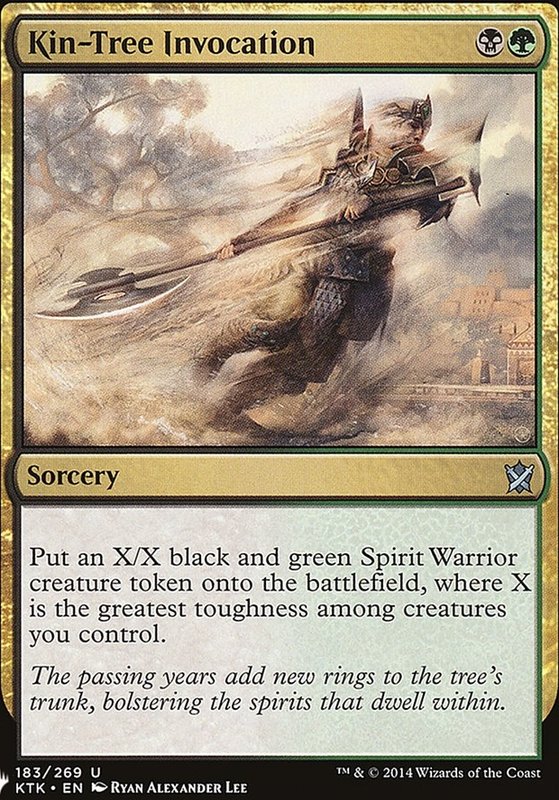 Kin-Tree Invocation
Sorcery
Put an X/X black and green Spirit Warrior
creature token onto the battlefield, where X
is the greatest toughness among creatures
you control.
The passing years add new rings to the tree's
trunk, bolstering the spirits that dwell within.
183/269 U
KTK • EN Ryan Alexander Lee
™ & © 2014 Wizards of the Coast